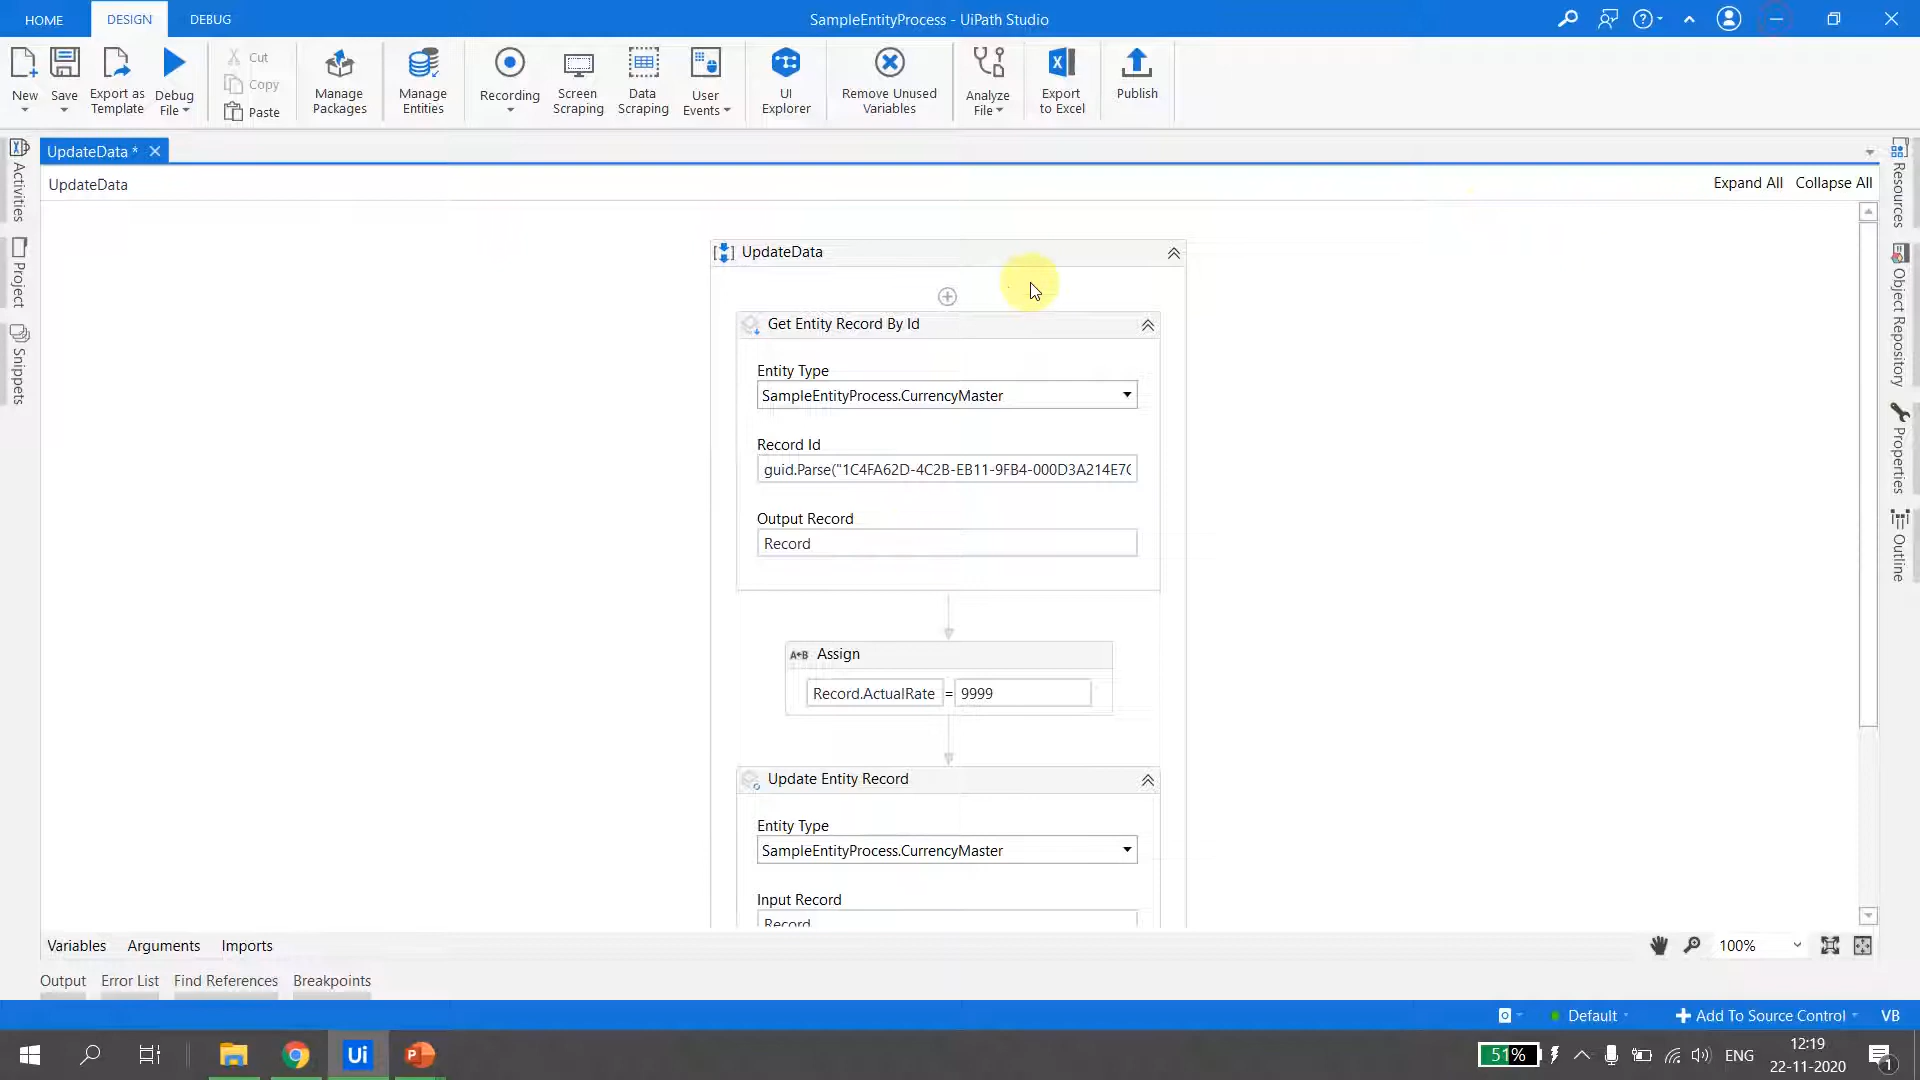 HOME
DESIGN
DEBUG
SampleEntityProcess - UiPath Studio
New
Save
Export as
Template
Debug
File
Cut
Copy
Paste
Manage
Packages
Manage
Entities
Recording
Screen
Scraping
Data
Scraping
User
Events
UI
Explorer
Remove Unused
Variables
Analyze
File
Export
to Excel
Publish
UpdateData *
UpdateData
Expand All
Collapse All
Activities
Project
Snippets
Resources
Object Repository
Properties
Outline
UpdateData
Get Entity Record By Id
Entity Type
SampleEntityProcess.CurrencyMaster
Record Id
guid.Parse("1C4FA62D-4C2B-EB11-9FB4-000D3A214E7
Output Record
Record
A+B Assign
Record.ActualRate = 9999
Update Entity Record
Entity Type
SampleEntityProcess.CurrencyMaster
Input Record
Record
Variables
Arguments
Imports
100%
Output
Error List
Find References
Breakpoints
Default
Add To Source Control
VB
Ui
51%
ENG
12:19
22-11-2020
1